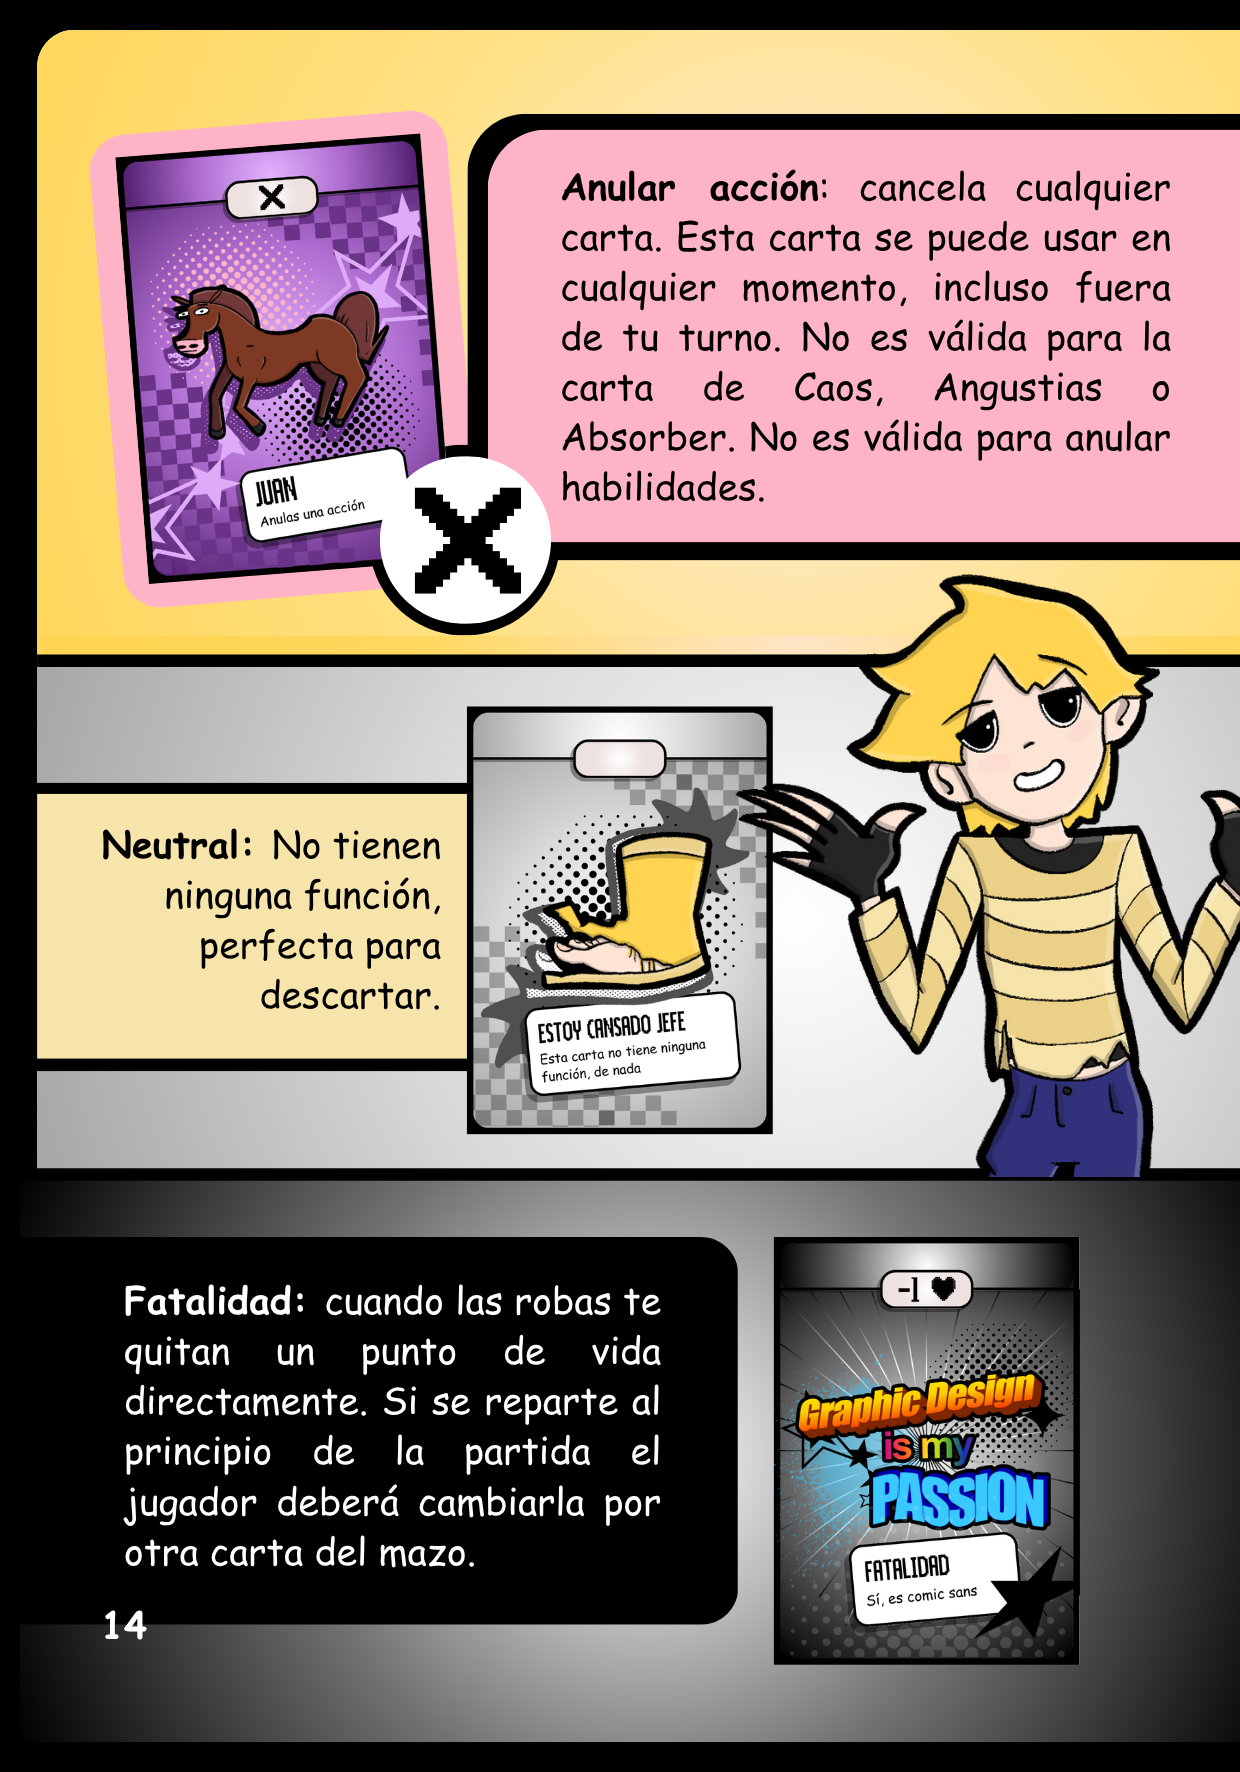 Anular acción: cancela cualquier
carta. Esta carta se puede usar en
cualquier momento, incluso fuera
de tu turno. No es válida para la
carta de Caos, Angustias o
Absorber. No es válida para anular
habilidades.
JUAN
Anulas una acción
Neutral: No tienen
ninguna función,
perfecta para
descartar.
ESTOY CANSADO JEFE
Esta carta no tiene ninguna
función, de nada
Fatalidad: cuando las robas te
quitan un punto de vida
directamente. Si se reparte al
principio de la partida el
jugador deberá cambiarla por
otra carta del mazo.
-1
Graphic Design
is my
PASSION
FATALIDAD
Sí, es comic sans
14